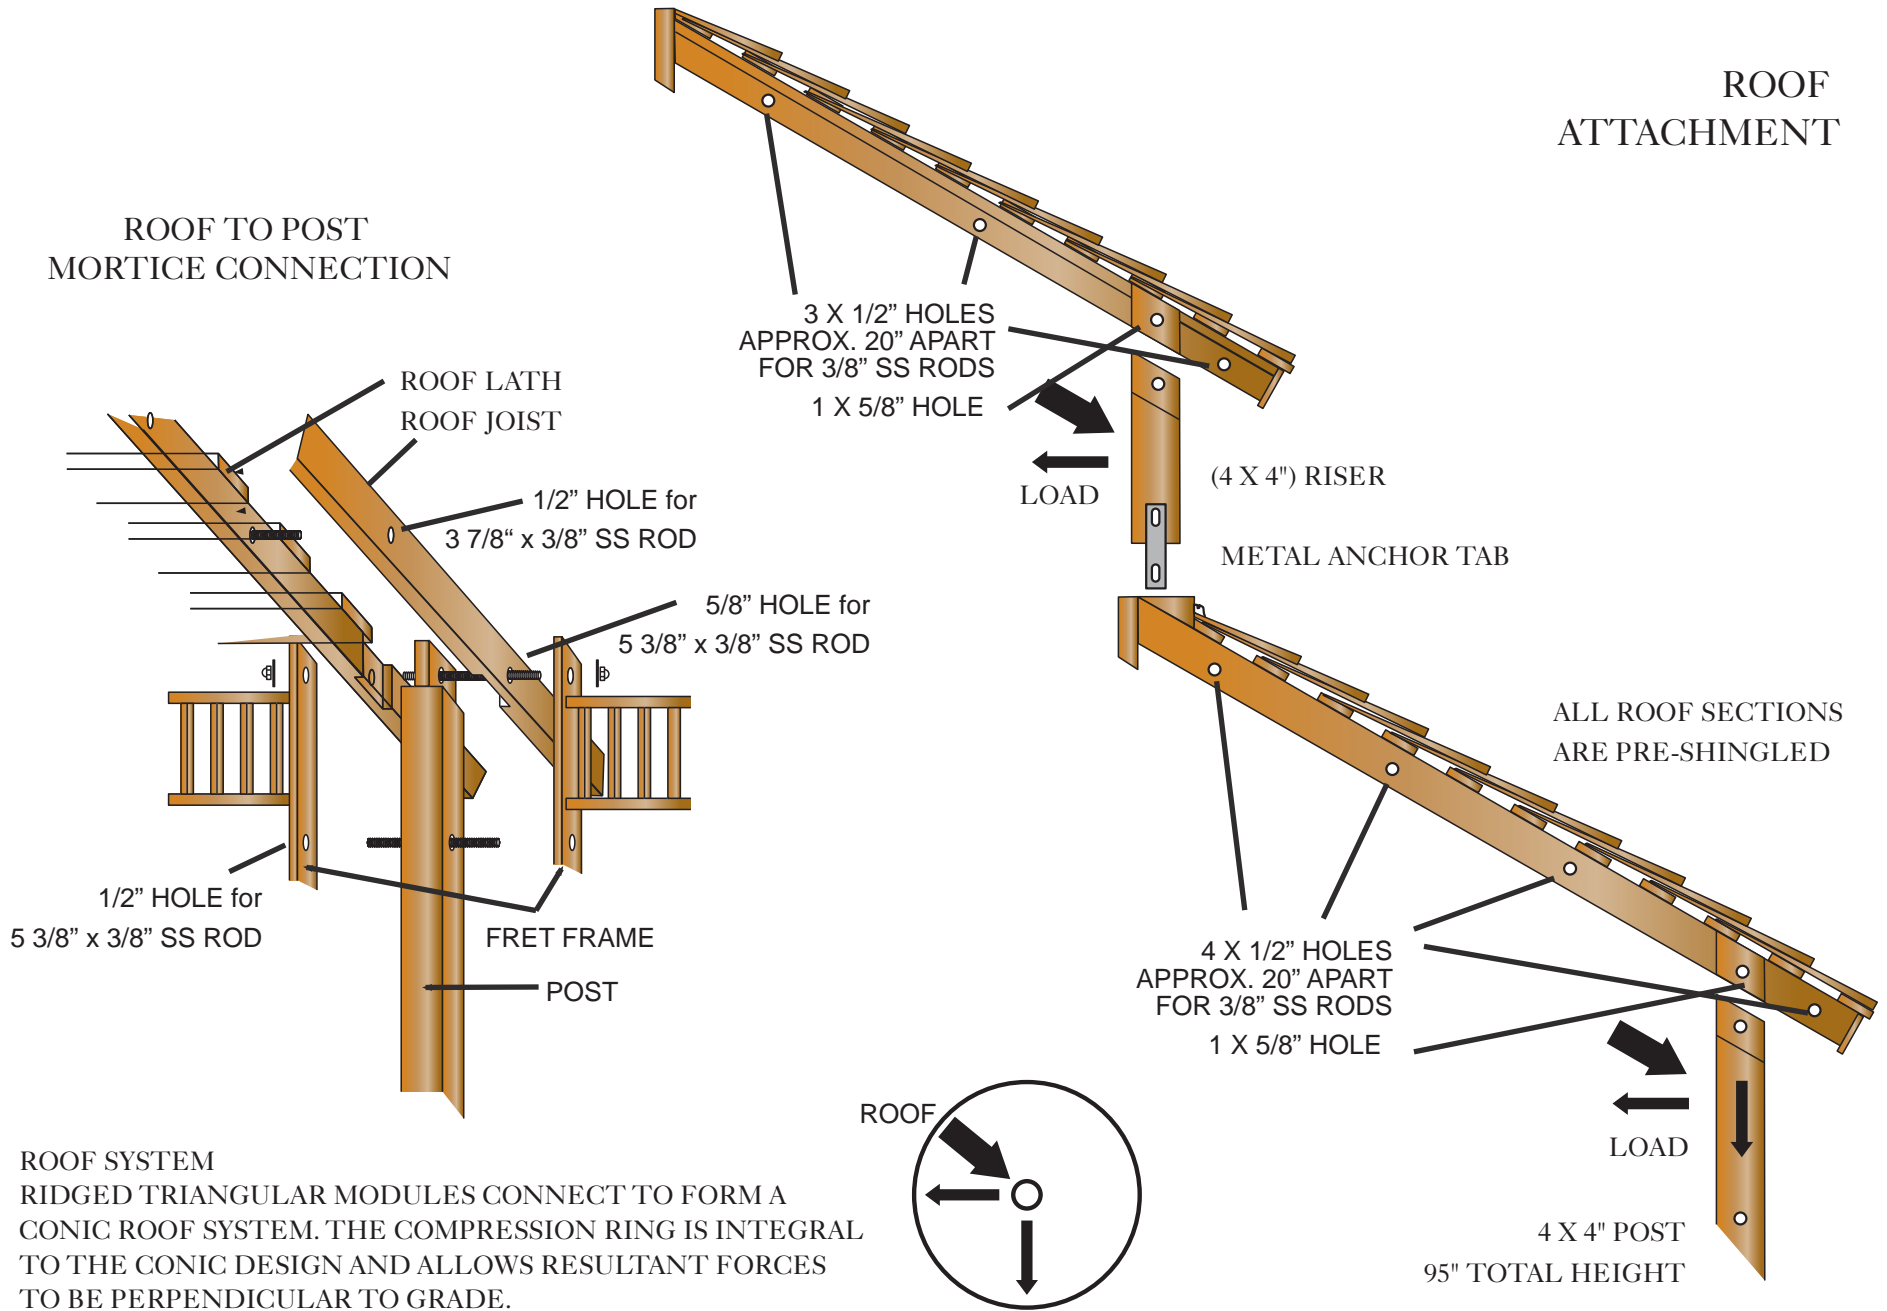 ROOF
ATTACHMENT
ROOF TO POST
MORTICE CONNECTION
3 X 1/2” HOLES
APPROX. 20” APART
FOR 3/8” SS RODS
1 X 5/8” HOLE
ROOF LATH
ROOF JOIST
1/2” HOLE for
3 7/8“ x 3/8” SS ROD
LOAD
(4 X 4") RISER
METAL ANCHOR TAB
5/8” HOLE for
5 3/8” x 3/8” SS ROD
ALL ROOF SECTIONS
ARE PRE-SHINGLED
1/2” HOLE for
5 3/8” x 3/8” SS ROD
FRET FRAME
POST
4 X 1/2” HOLES
APPROX. 20” APART
FOR 3/8” SS RODS
1 X 5/8” HOLE
ROOF
LOAD
4 X 4" POST
95" TOTAL HEIGHT
ROOF SYSTEM
RIDGED TRIANGULAR MODULES CONNECT TO FORM A
CONIC ROOF SYSTEM. THE COMPRESSION RING IS INTEGRAL
TO THE CONIC DESIGN AND ALLOWS RESULTANT FORCES
TO BE PERPENDICULAR TO GRADE.